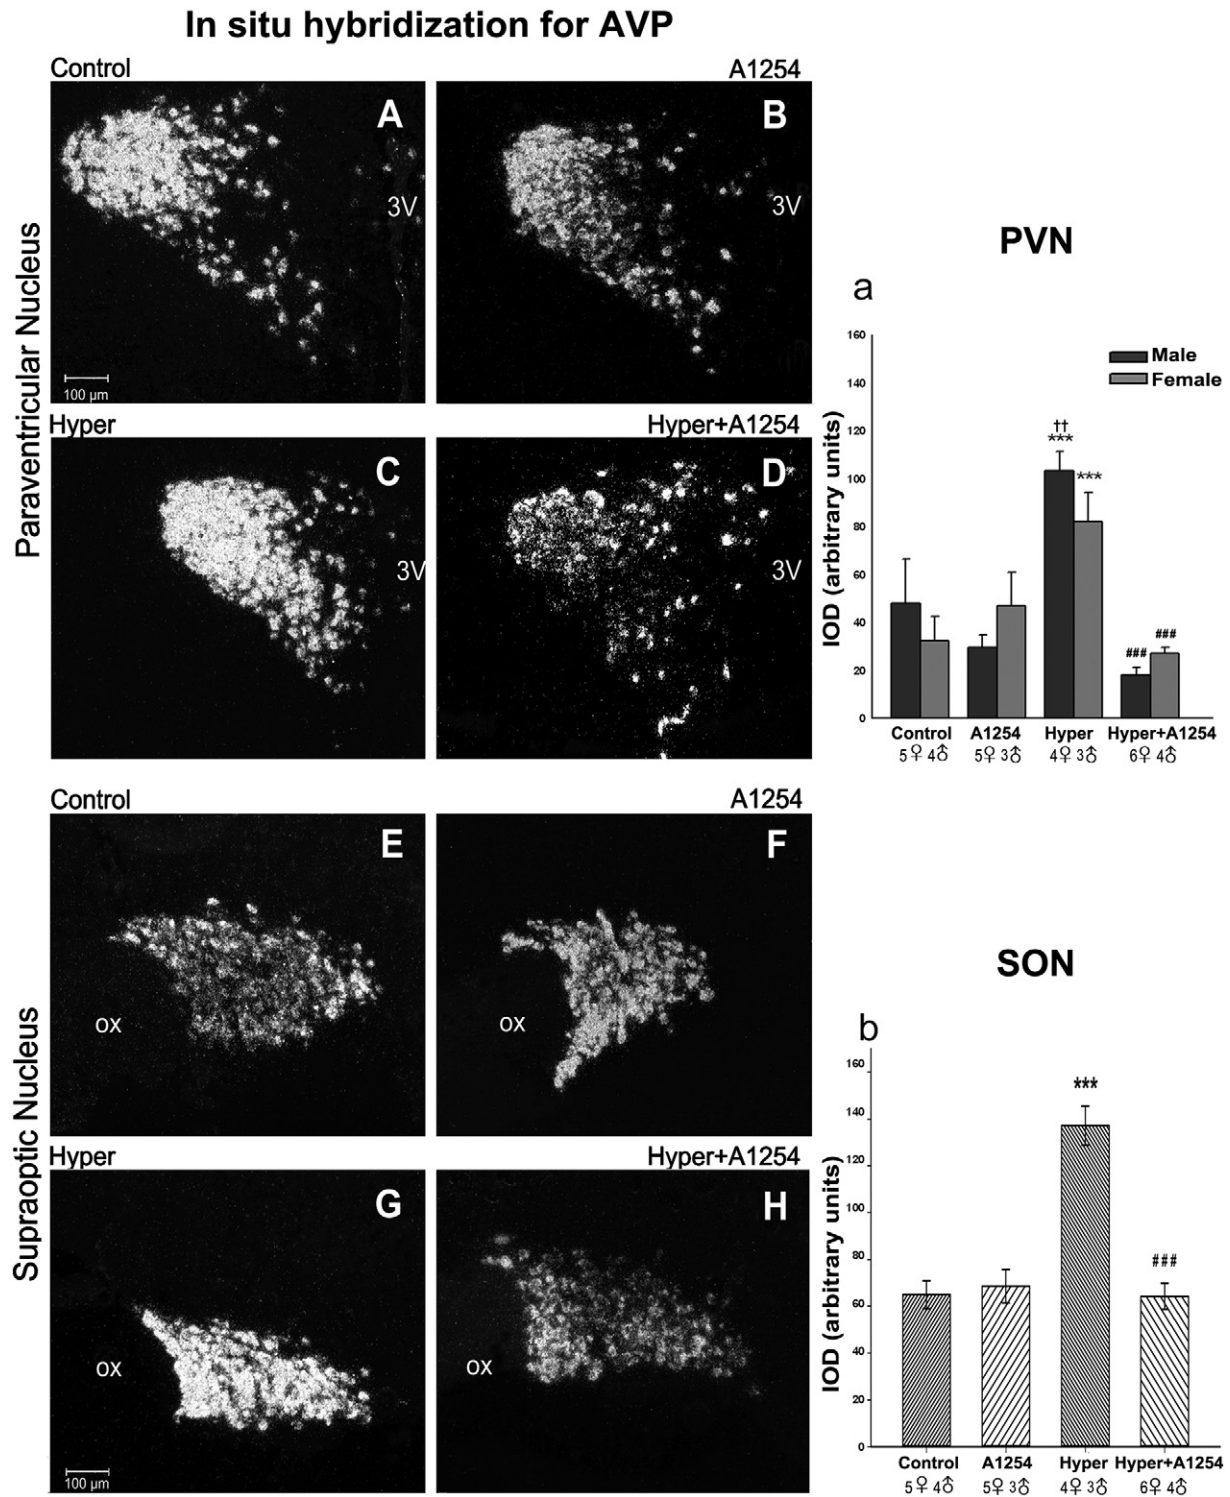 In situ hybridization for AVP
Control
A1254
A
B
3V
3V
100 µm
Hyper
Hyper+A1254
C
D
3V
3V
Paraventricular Nucleus
PVN
a
160
140
120
100
80
60
40
20
0
IOD (arbitrary units)
Male
Female
††
***
***
###
###
Control
A1254
Hyper
Hyper+A1254
5♀ 4♂
5♀ 3♂
4♀ 3♂
6♀ 4♂
Control
A1254
E
F
ox
ox
Hyper
Hyper+A1254
G
H
ox
ox
100 µm
Supraoptic Nucleus
SON
b
160
140
120
100
80
60
40
20
0
IOD (arbitrary units)
***
###
Control
A1254
Hyper
Hyper+A1254
5♀ 4♂
5♀ 3♂
4♀ 3♂
6♀ 4♂